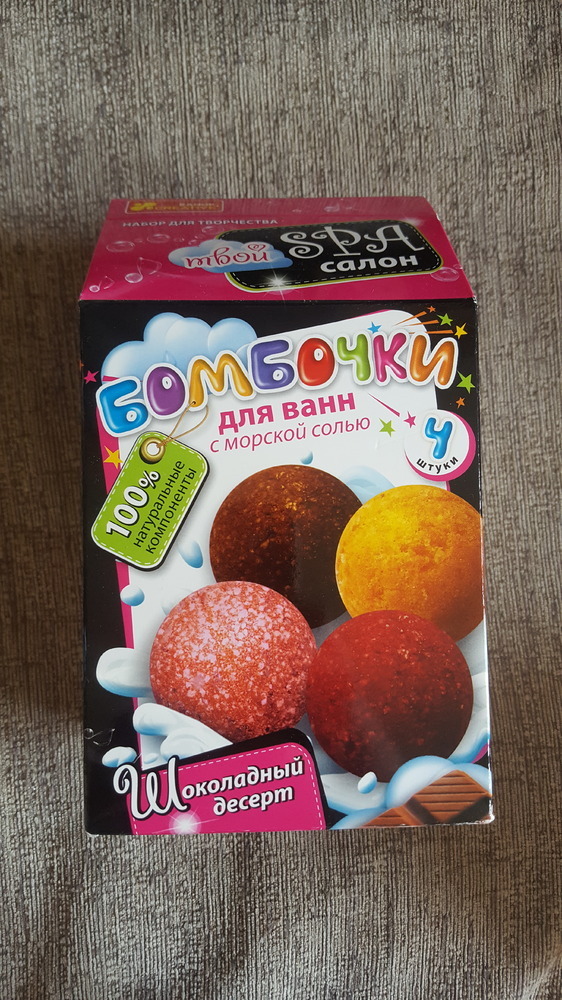 НАБОР ДЛЯ ТВОРЧЕСТВА
твой SPA
салон
БОМБОЧКИ
для ванн
с морской солью
4
штуки
100%
натуральные
компоненты
Шоколадный
десерт